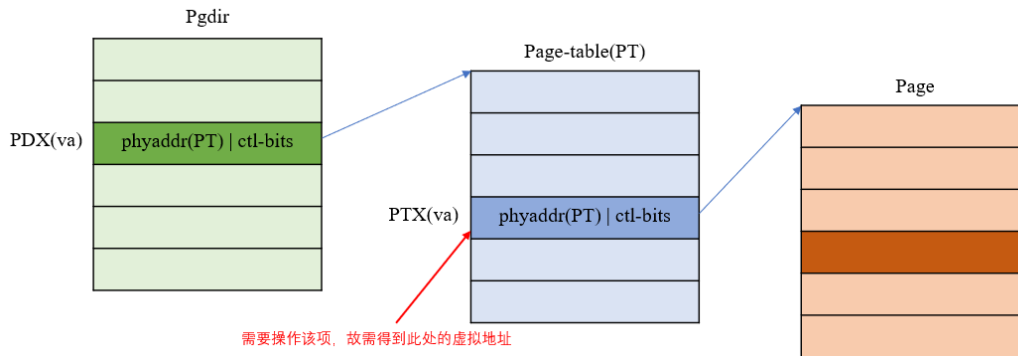 Pgdir
Page-table(PT)
Page
PDX(va)
phyaddr(PT) | ctl-bits
PTX(va)
phyaddr(PT) | ctl-bits
需要操作该项，故需得到此处的虚拟地址